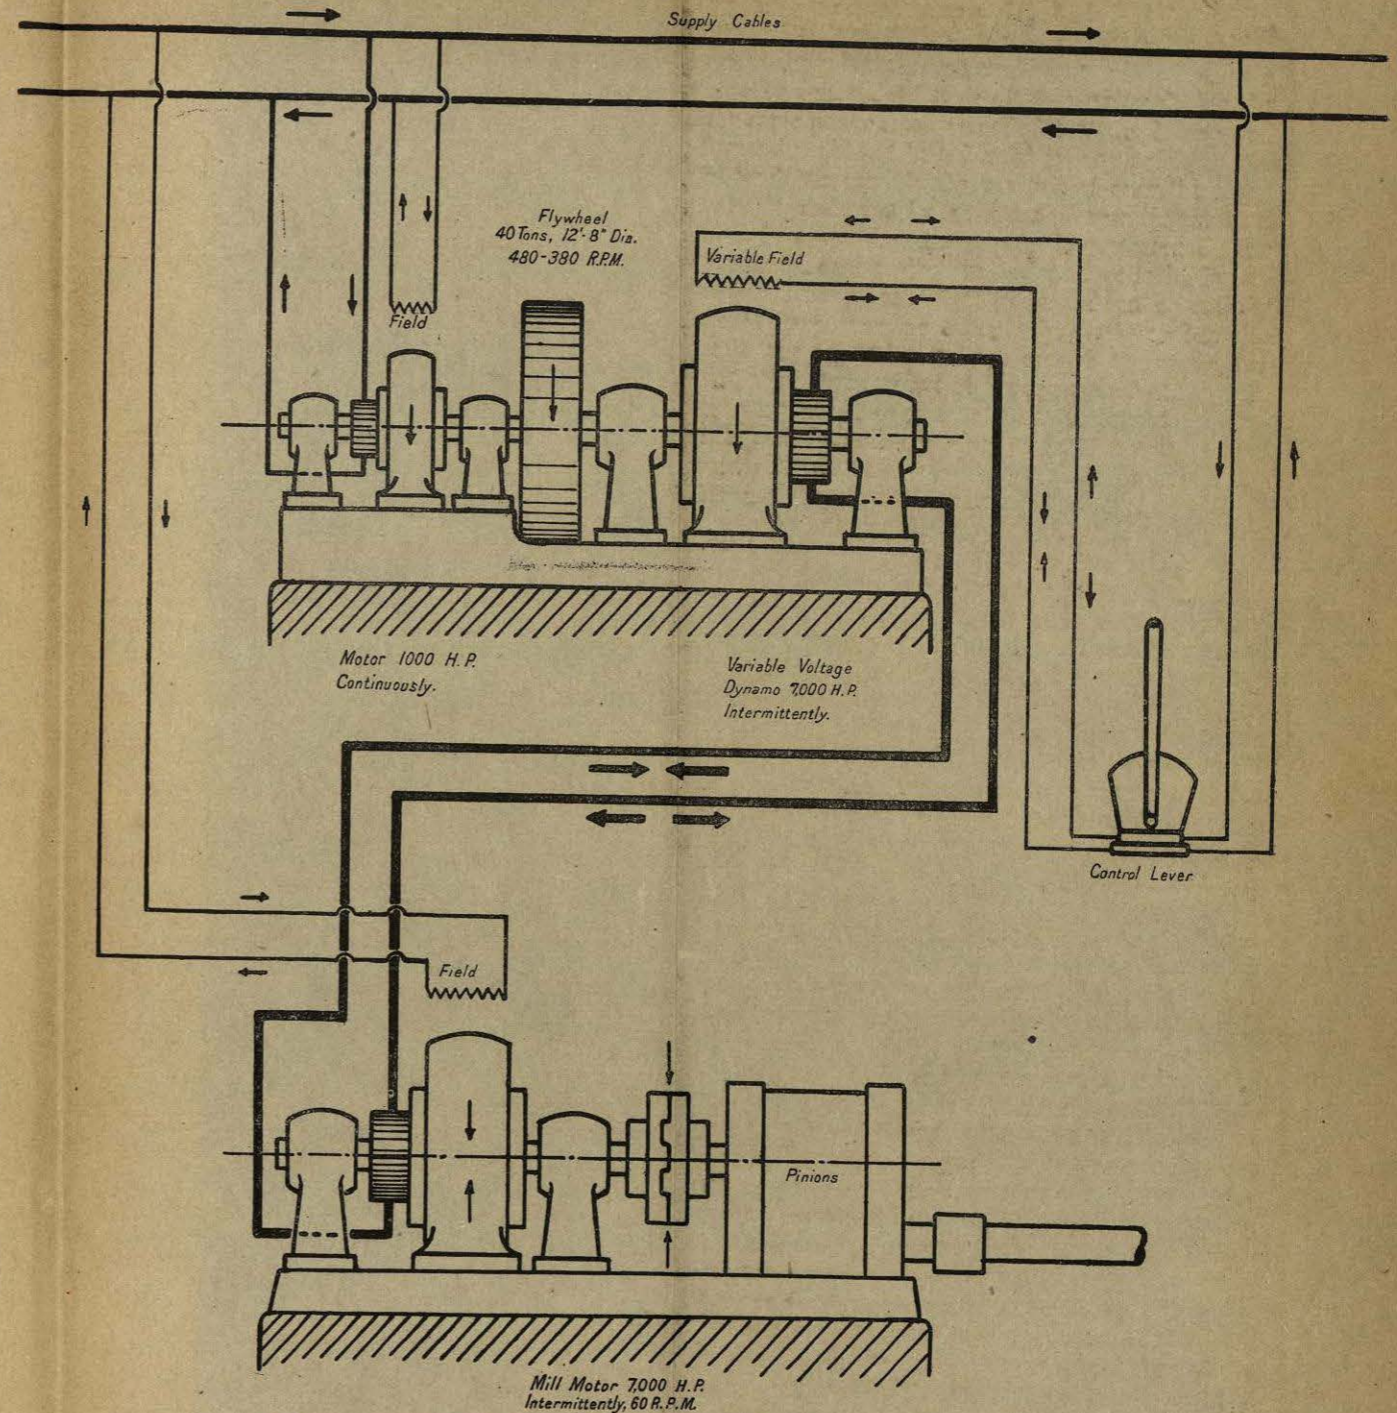 Supply Cables
Flywheel
40 Tons, 12'-8" Dia.
480-380 R.P.M.
Variable Field
Field
Motor 1000 H.P.
Continuously.
Variable Voltage
Dynamo 7,000 H.P.
Intermittently.
Control Lever
Field
Pinions
Mill Motor 7,000 H.P.
Intermittently, 60 R.P.M.